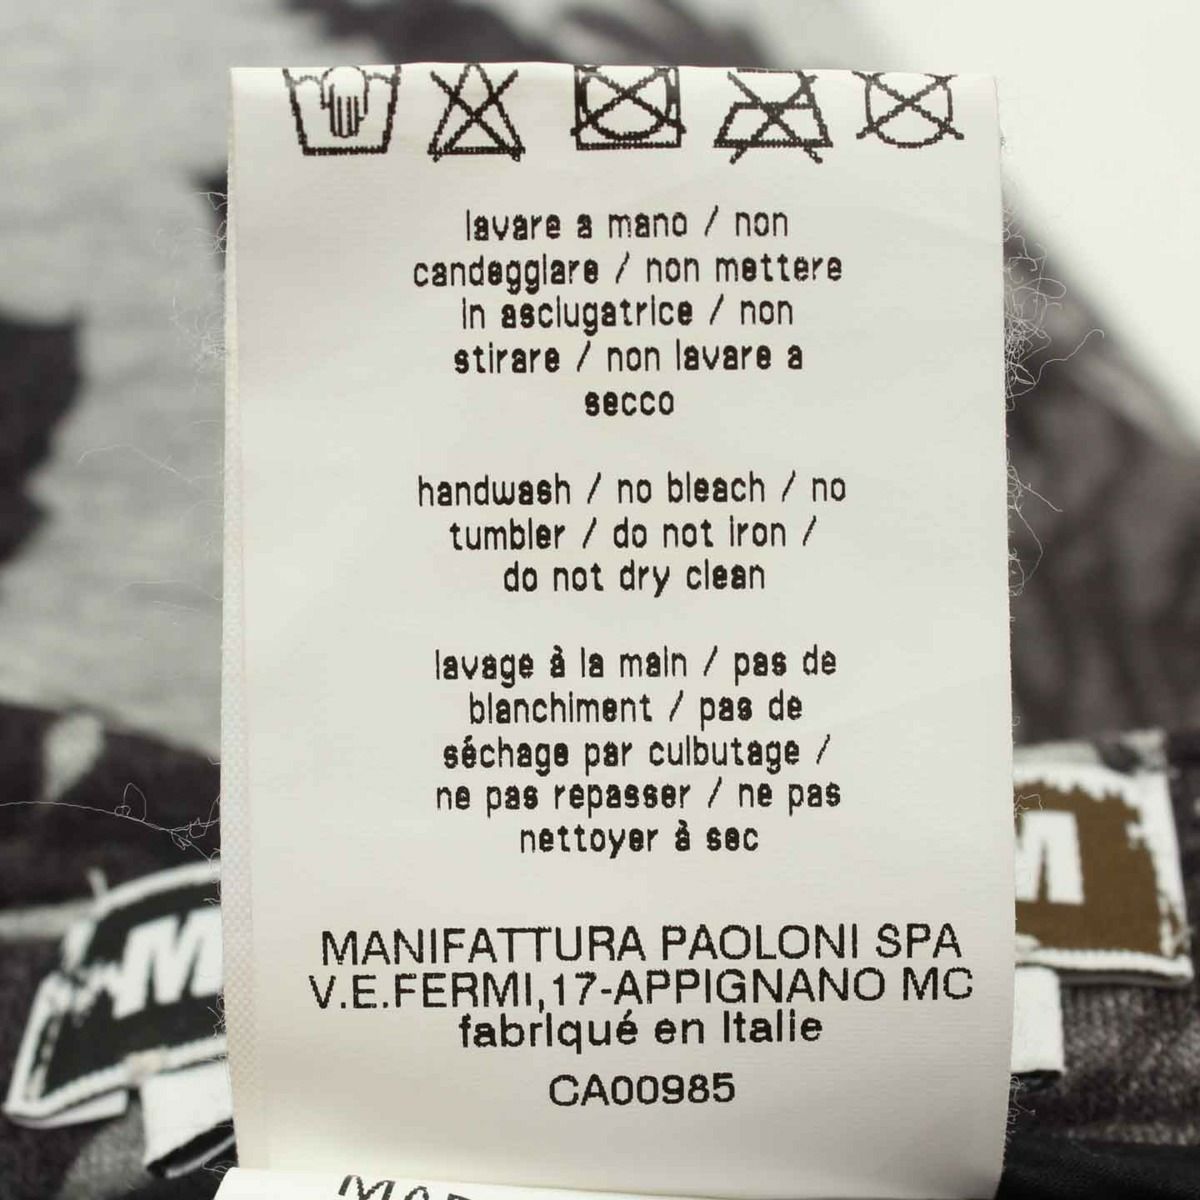 lavare a mano / non
candeggiare / non mettere
in asciugatrice / non
stirare / non lavare a
secco
handwash / no bleach / no
tumbler / do not iron /
do not dry clean
lavage à la main / pas de
blanchiment / pas de
séchage par culbutage /
ne pas repasser / ne pas
nettoyer à sec
MANIFATTURA PAOLONI SPA
V.E.FERMI,17-APPIGNANO MC
fabriqué en Italie
CA00985
M
M